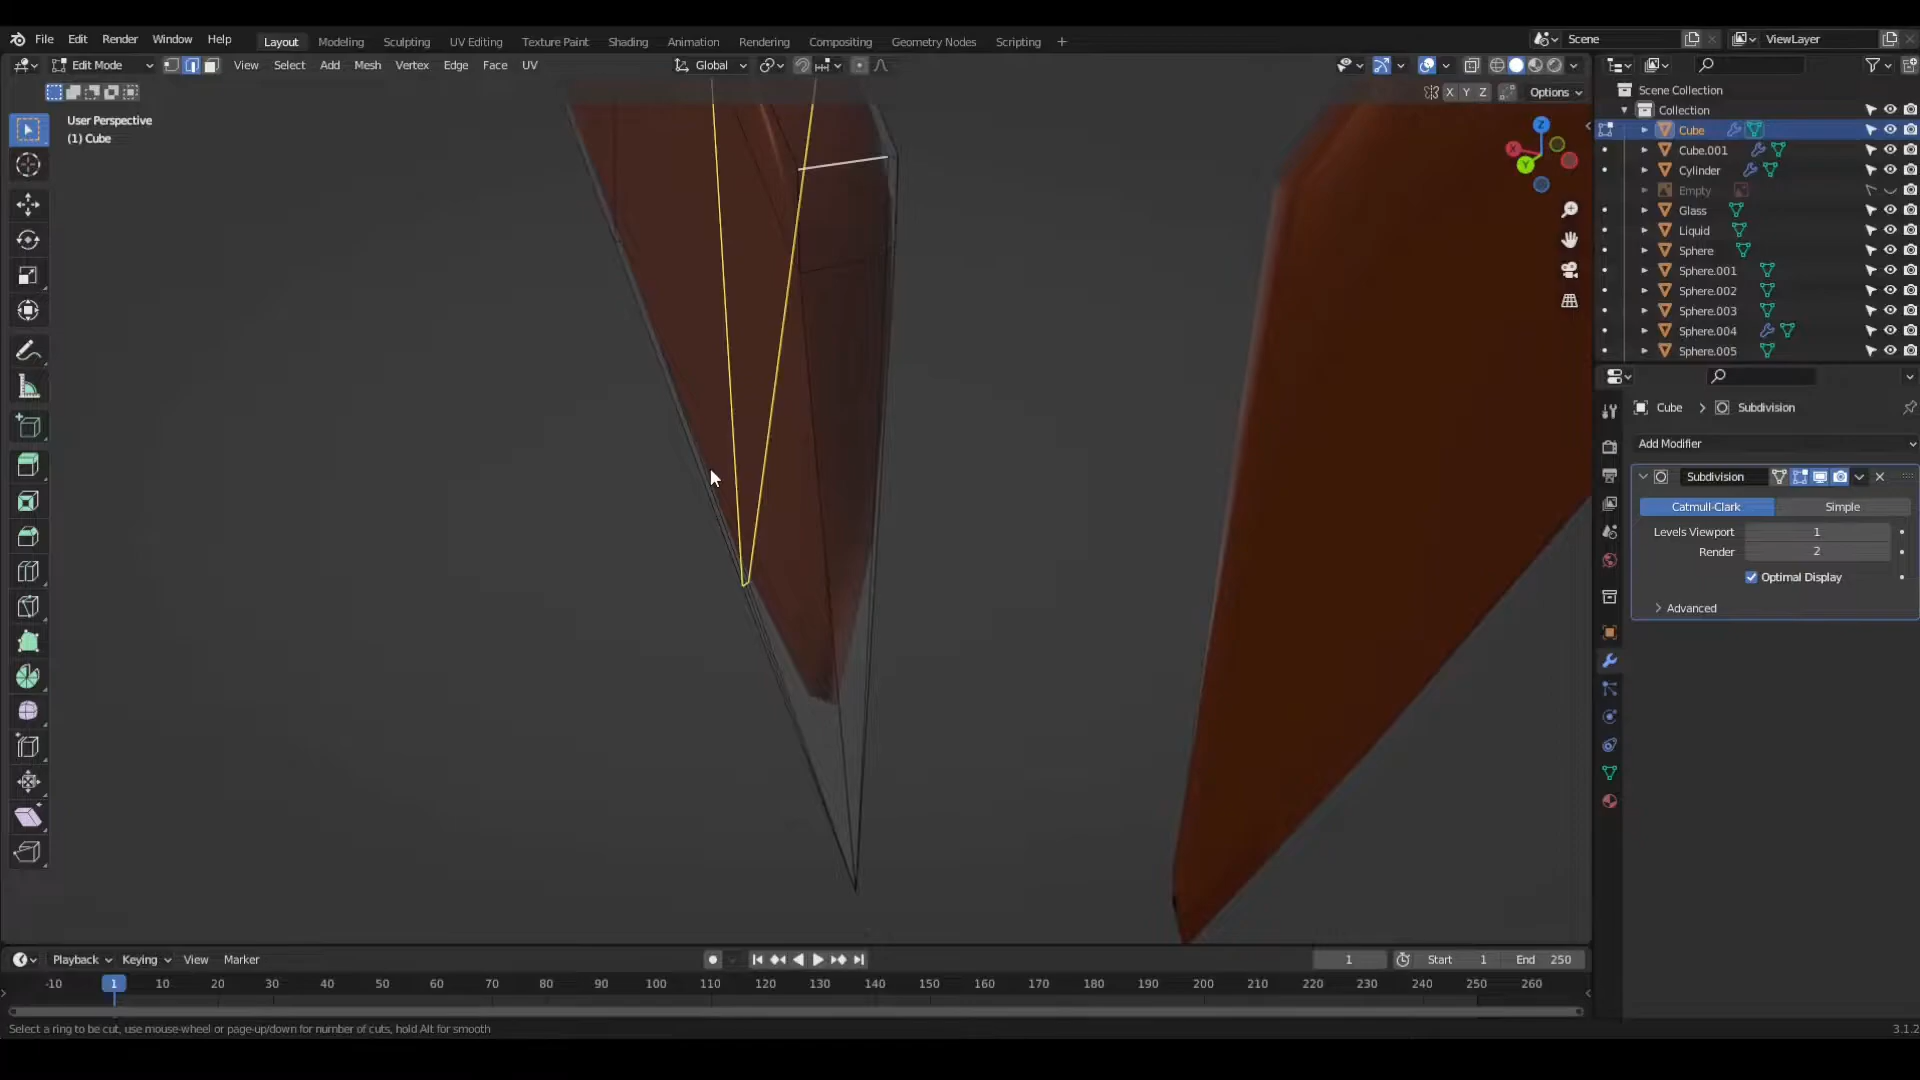 File Edit Render Window Help Layout Modeling Sculpting UV Editing Texture Paint Shading Animation Rendering Compositing Geometry Nodes Scripting + Scene ViewLayer
Edit Mode View Select Add Mesh Vertex Edge Face UV Global
X Y Z Options
User Perspective
(1) Cube
Z
X
Y
Scene Collection
Collection
Cube
Cube.001
Cylinder
Empty
Glass
Liquid
Sphere
Sphere.001
Sphere.002
Sphere.003
Sphere.004
Sphere.005
Cube > Subdivision
Add Modifier
Subdivision
Catmull-Clark Simple
Levels Viewport 1
Render 2
Optimal Display
> Advanced
Playback Keying View Marker 1 Start 1 End 250
-10 1 10 20 30 40 50 60 70 80 90 100 110 120 130 140 150 160 170 180 190 200 210 220 230 240 250 260
Select a ring to be cut, use mouse-wheel or page-up/down for number of cuts, hold Alt for smooth
3.1.2